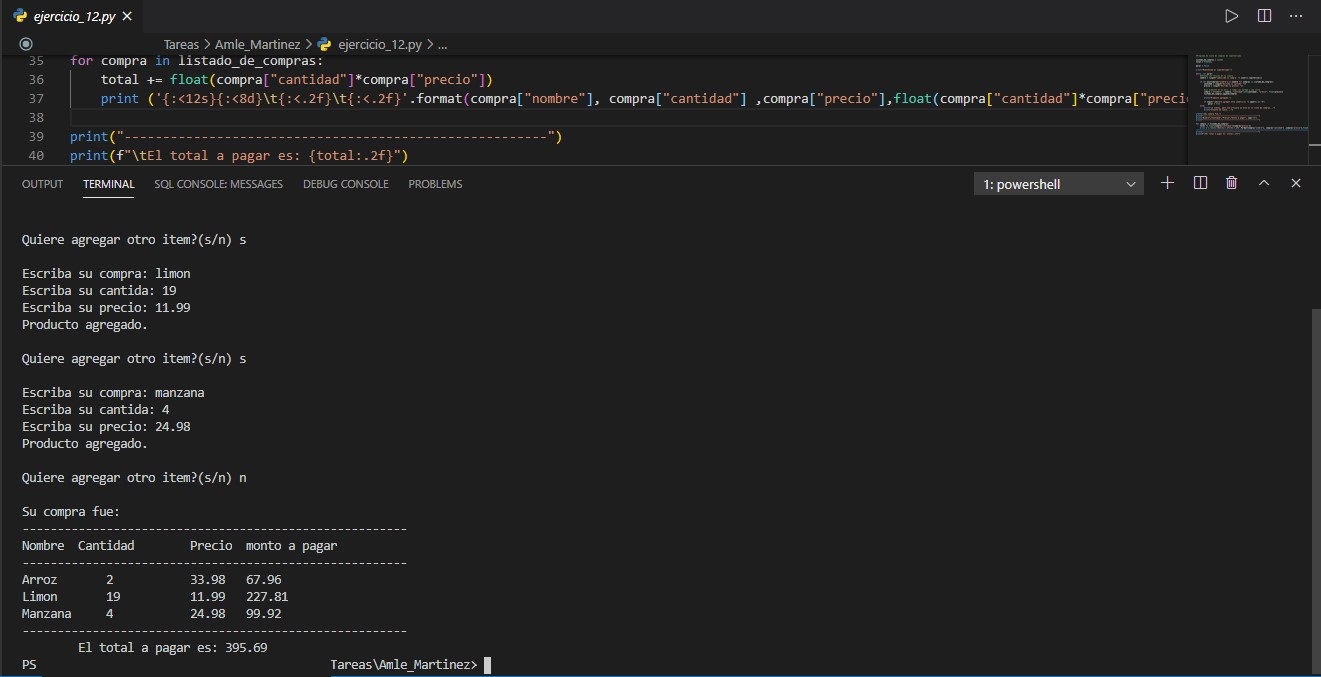 ejercicio_12.py
Tareas > Amle_Martinez > ejercicio_12.py > ...
35 for compra in listado_de_compras:
36 total += float(compra["cantidad"]*compra["precio"])
37 print ('{:<12s}{:<8d}\t{:<.2f}\t{:<.2f}'.format(compra["nombre"], compra["cantidad"] ,compra["precio"],float(compra["cantidad"]*compra["preci
38
39 print("-------------------------------------------------------")
40 print(f"\tEl total a pagar es: {total:.2f}")
OUTPUT TERMINAL SQL CONSOLE: MESSAGES DEBUG CONSOLE PROBLEMS 1: powershell
Quiere agregar otro item?(s/n) s
Escriba su compra: limon
Escriba su cantida: 19
Escriba su precio: 11.99
Producto agregado.
Quiere agregar otro item?(s/n) s
Escriba su compra: manzana
Escriba su cantida: 4
Escriba su precio: 24.98
Producto agregado.
Quiere agregar otro item?(s/n) n
Su compra fue:
-------------------------------------------------------
Nombre Cantidad Precio monto a pagar
-------------------------------------------------------
Arroz 2 33.98 67.96
Limon 19 11.99 227.81
Manzana 4 24.98 99.92
-------------------------------------------------------
El total a pagar es: 395.69
PS Tareas\Amle_Martinez>